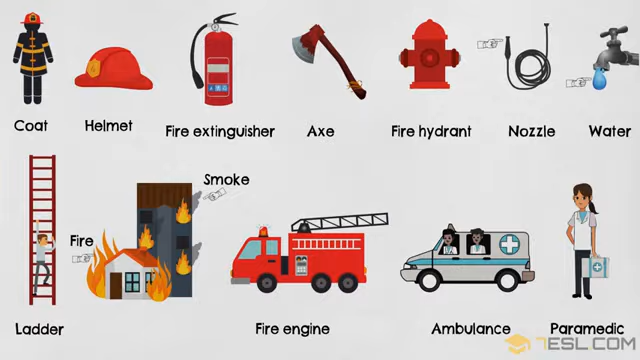 Coat
Helmet
Fire extinguisher
Axe
Fire hydrant
Nozzle
Water
Smoke
Fire
Ladder
Fire engine
Ambulance
Paramedic
7ESL.COM